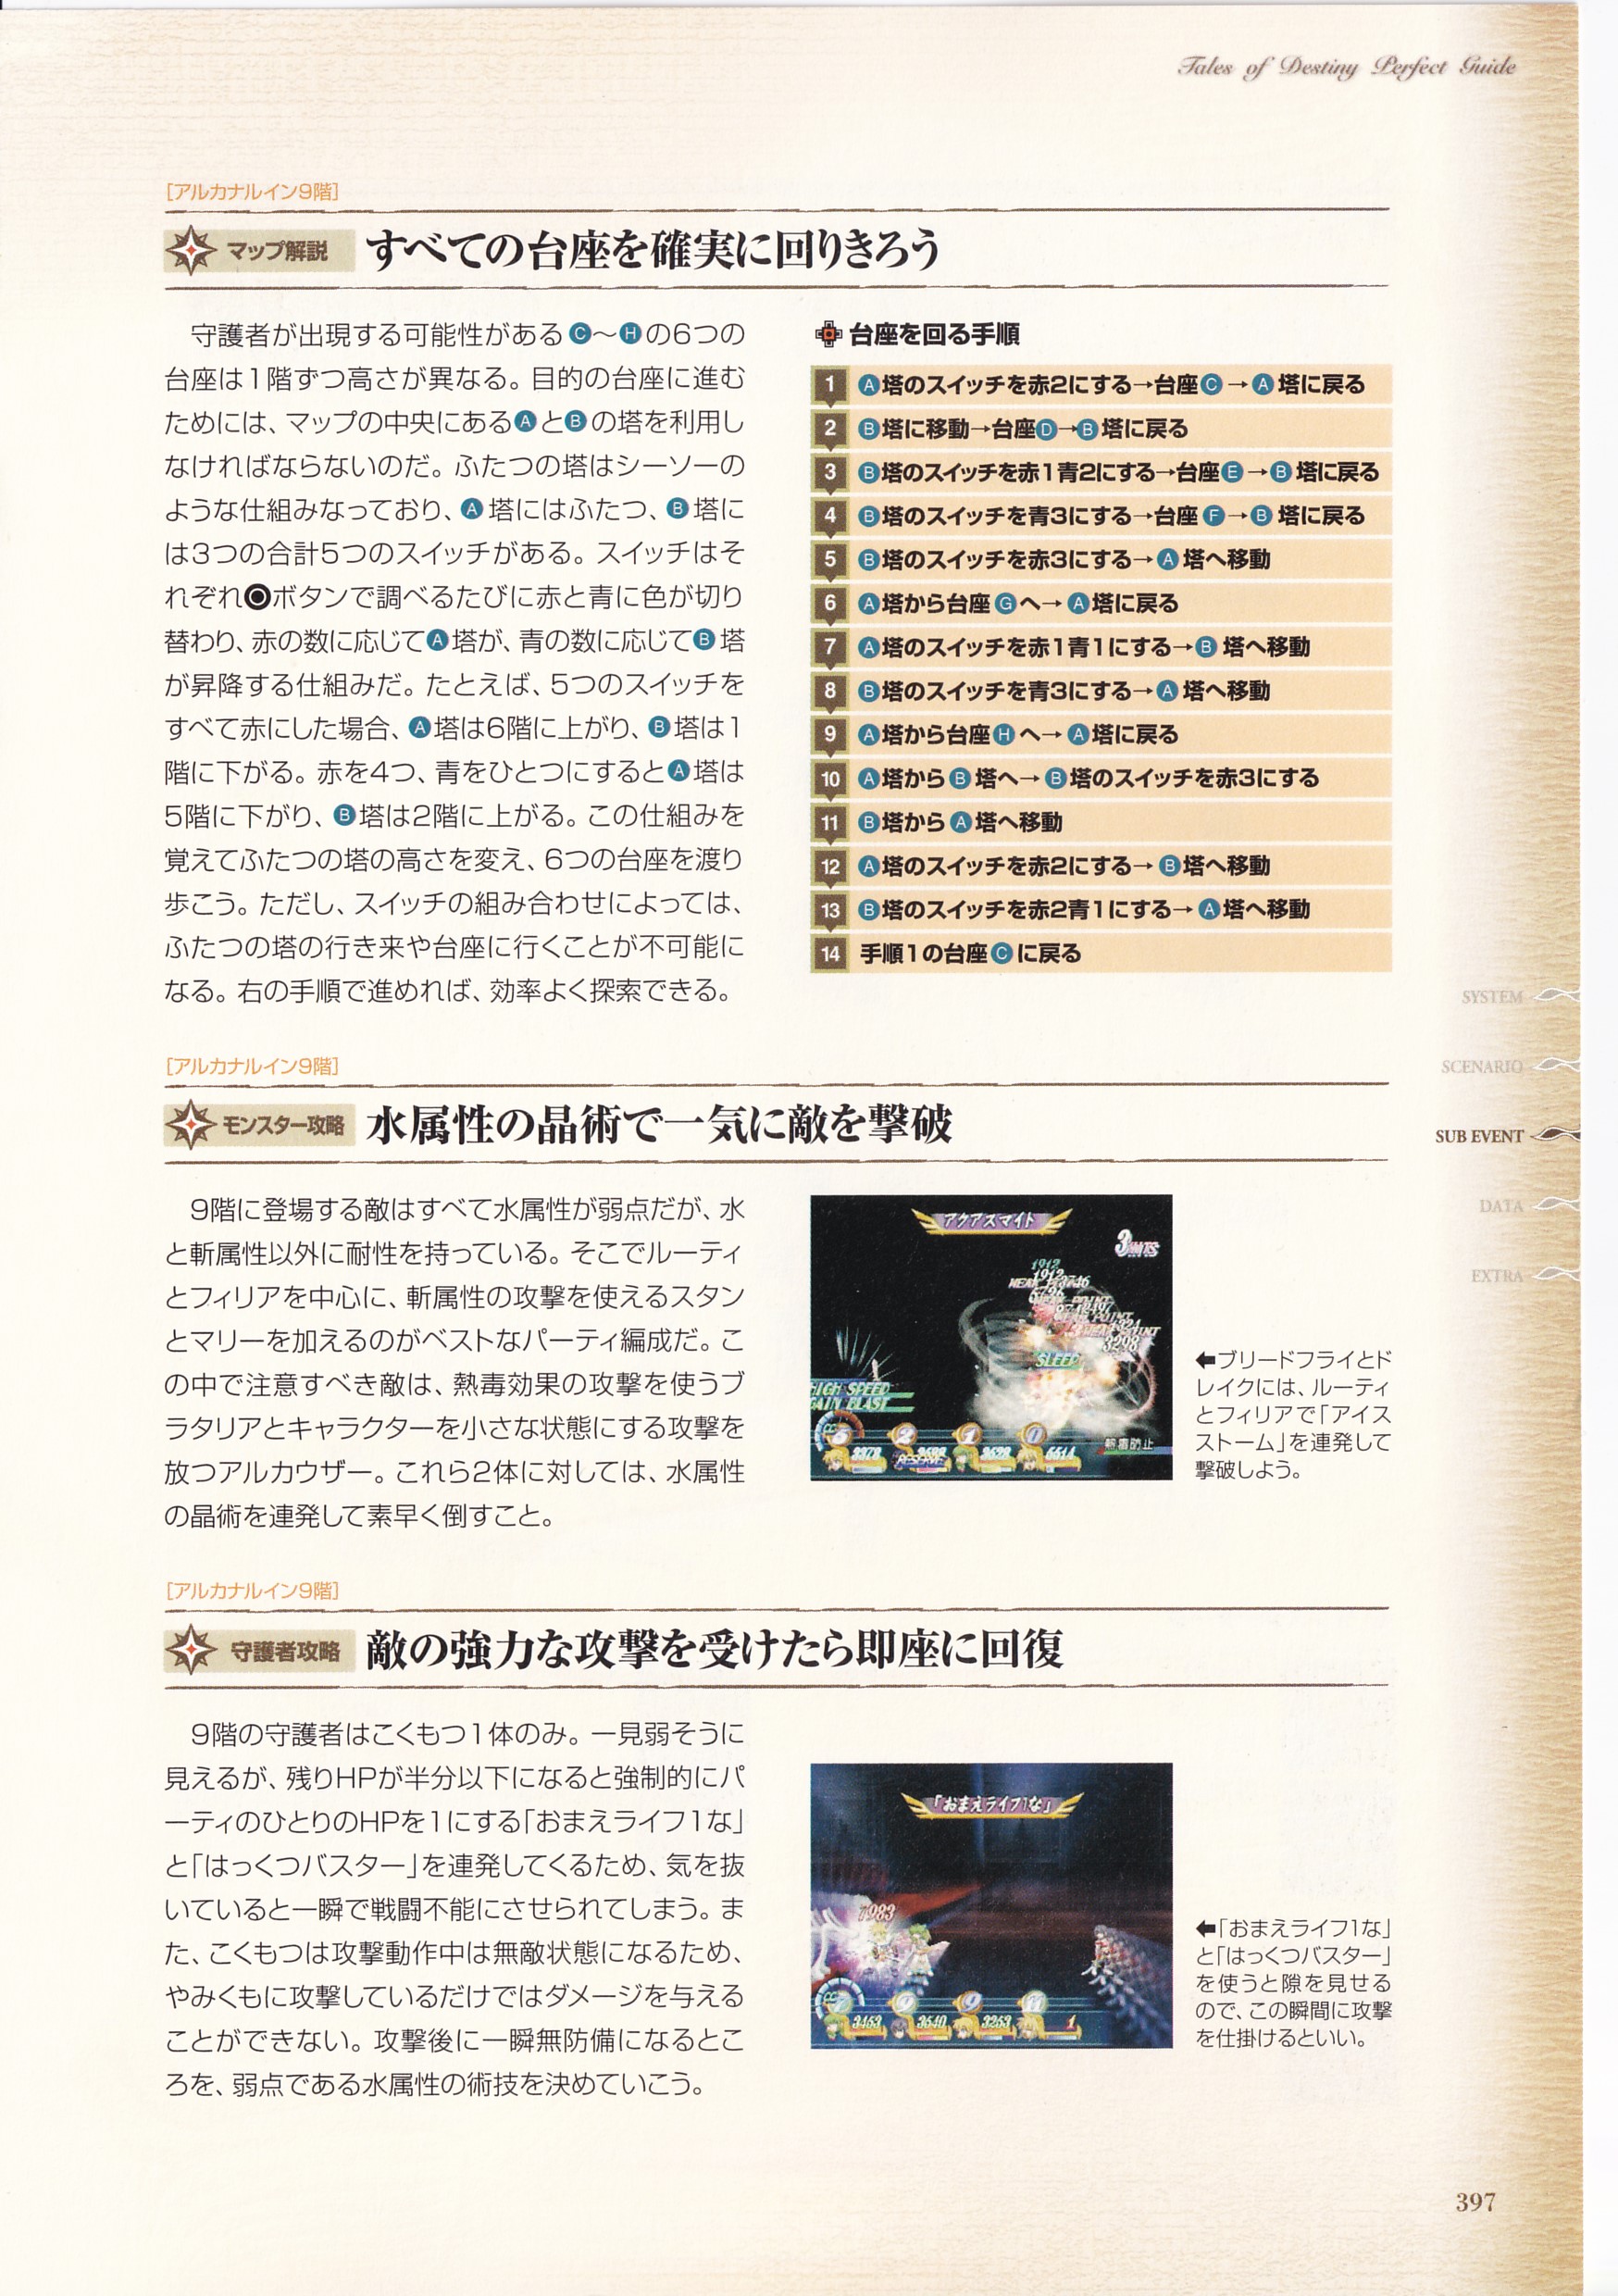 Tales of Destiny Perfect Guide
[アルカナルイン9階]
マップ解説 すべての台座を確実に回りきろう
守護者が出現する可能性があるC〜Hの6つの
台座は1階ずつ高さが異なる。目的の台座に進む
ためには、マップの中央にあるAとBの塔を利用し
なければならないのだ。ふたつの塔はシーソーの
ような仕組みなっており、A塔にはふたつ、B塔に
は3つの合計5つのスイッチがある。スイッチはそ
れぞれ◎ボタンで調べるたびに赤と青に色が切り
替わり、赤の数に応じてA塔が、青の数に応じてB塔
が昇降する仕組みだ。たとえば、5つのスイッチを
すべて赤にした場合、A塔は6階に上がり、B塔は1
階に下がる。赤を4つ、青をひとつにするとA塔は
5階に下がり、B塔は2階に上がる。この仕組みを
覚えてふたつの塔の高さを変え、6つの台座を渡り
歩こう。ただし、スイッチの組み合わせによっては、
ふたつの塔の行き来や台座に行くことが不可能に
なる。右の手順で進めれば、効率よく探索できる。
台座を回る手順
1 A塔のスイッチを赤2にする→台座C→A塔に戻る
2 B塔に移動→台座D→B塔に戻る
3 B塔のスイッチを赤1青2にする→台座E→B塔に戻る
4 B塔のスイッチを青3にする→台座F→B塔に戻る
5 B塔のスイッチを赤3にする→A塔へ移動
6 A塔から台座Gへ→A塔に戻る
7 A塔のスイッチを赤1青1にする→B塔へ移動
8 B塔のスイッチを青3にする→A塔へ移動
9 A塔から台座Hへ→A塔に戻る
10 A塔からB塔へ→B塔のスイッチを赤3にする
11 B塔からA塔へ移動
12 A塔のスイッチを赤2にする→B塔へ移動
13 B塔のスイッチを赤2青1にする→A塔へ移動
14 手順1の台座Cに戻る
SYSTEM
SCENARIO
SUB EVENT
DATA
EXTRA
[アルカナルイン9階]
モンスター攻略 水属性の晶術で一気に敵を撃破
9階に登場する敵はすべて水属性が弱点だが、水
と斬属性以外に耐性を持っている。そこでルーティ
とフィリアを中心に、斬属性の攻撃を使えるスタン
とマリーを加えるのがベストなパーティ編成だ。こ
の中で注意すべき敵は、熱毒効果の攻撃を使うブ
ラタリアとキャラクターを小さな状態にする攻撃を
放つアルカウザー。これら2体に対しては、水属性
の晶術を連発して素早く倒すこと。
アクアスマイト
3HITS
1912
SLEEP
HIGH SPEED
GAIN BLAST
熱毒防止
←ブリードフライとド
レイクには、ルーティ
とフィリアで「アイス
ストーム」を連発して
撃破しよう。
[アルカナルイン9階]
守護者攻略 敵の強力な攻撃を受けたら即座に回復
9階の守護者はこくもつ1体のみ。一見弱そうに
見えるが、残りHPが半分以下になると強制的にパ
ーティのひとりのHPを1にする「おまえライフ1な」
と「はっくつバスター」を連発してくるため、気を抜
いていると一瞬で戦闘不能にさせられてしまう。ま
た、こくもつは攻撃動作中は無敵状態になるため、
やみくもに攻撃しているだけではダメージを与える
ことができない。攻撃後に一瞬無防備になるとこ
ろを、弱点である水属性の術技を決めていこう。
「おまえライフ1な」
7983
3453 3540 3253 1
←「おまえライフ1な」
と「はっくつバスター」
を使うと隙を見せる
ので、この瞬間に攻撃
を仕掛けるといい。
397